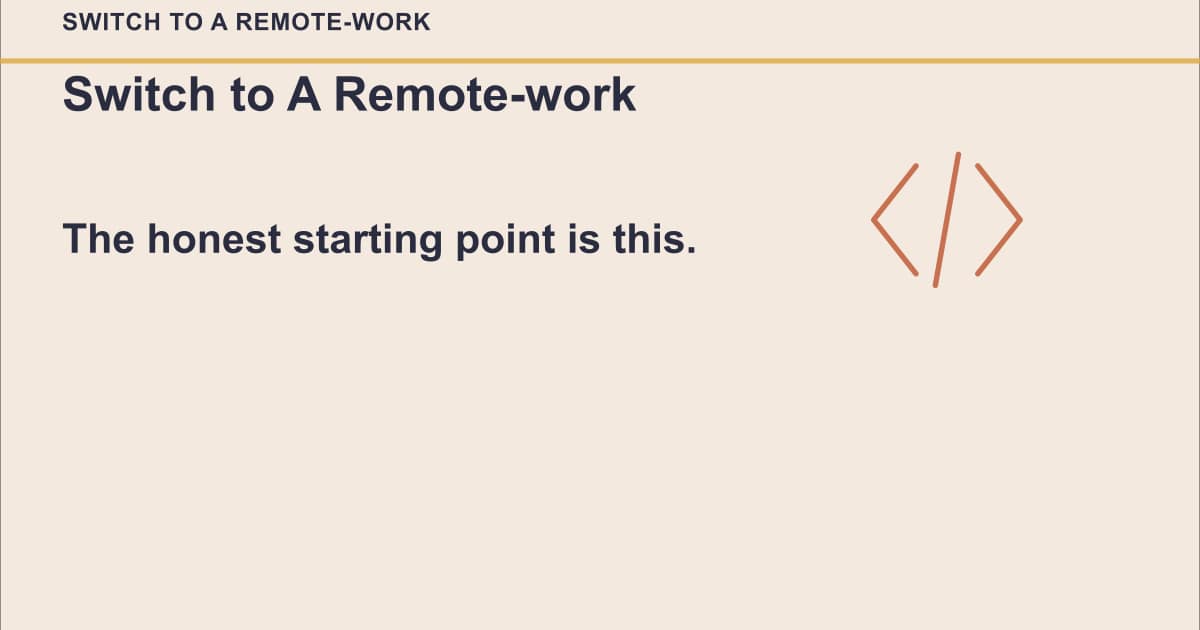 SWITCH TO A REMOTE-WORK
Switch to A Remote-work
The honest starting point is this.